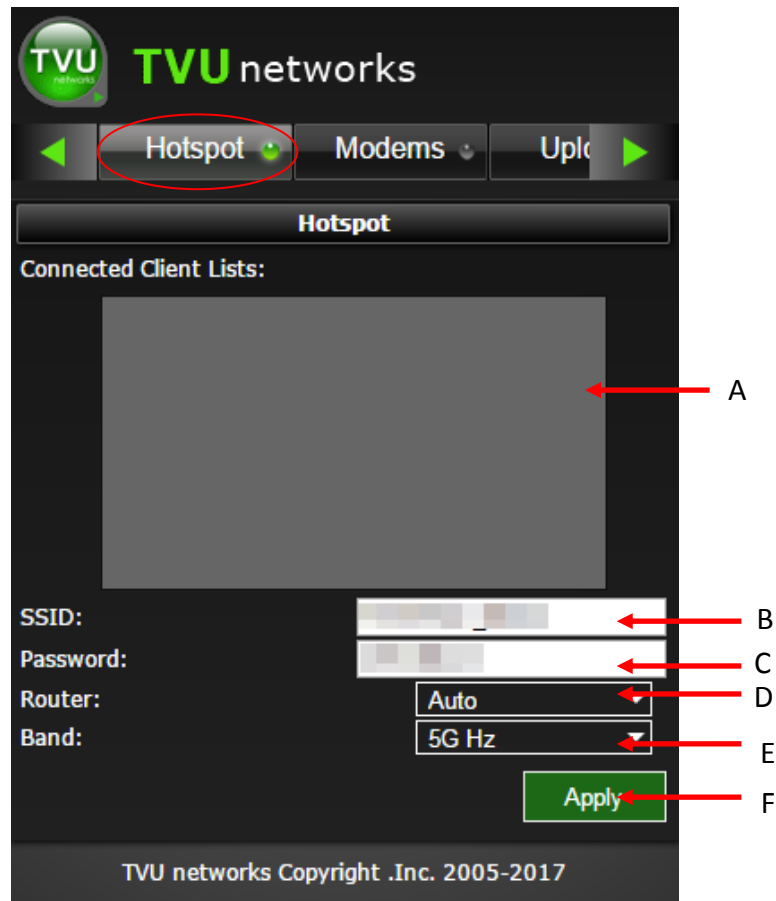 TVU networks
TVU networks
Hotspot Modems
Hotspot
Connected Client Lists:
A
SSID: B
Password: C
Router: Auto D
Band: 5G Hz E
Apply F
TVU networks Copyright .Inc. 2005-2017